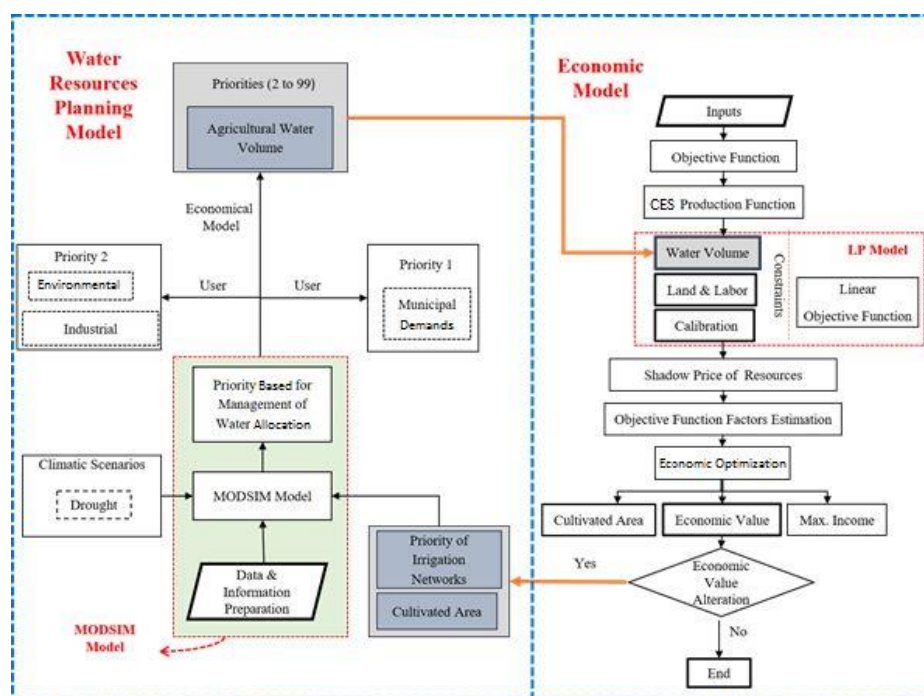 Water
Resources
Planning
Model
Priorities (2 to 99)
Agricultural Water
Volume
Economical
Model
Priority 2
Environmental
Industrial
User
User
Priority 1
Municipal
Demands
Priority Based for
Management of
Water Allocation
Climatic Scenarios
Drought
MODSIM Model
Data &
Information
Preparation
Priority of
Irrigation
Networks
Cultivated Area
MODSIM
Model
Economic
Model
Inputs
Objective Function
CES Production Function
Water Volume
Land & Labor
Calibration
Constraints
LP Model
Linear
Objective Function
Shadow Price of Resources
Objective Function Factors Estimation
Economic Optimization
Cultivated Area
Economic Value
Max. Income
Economic
Value
Alteration
Yes
No
End